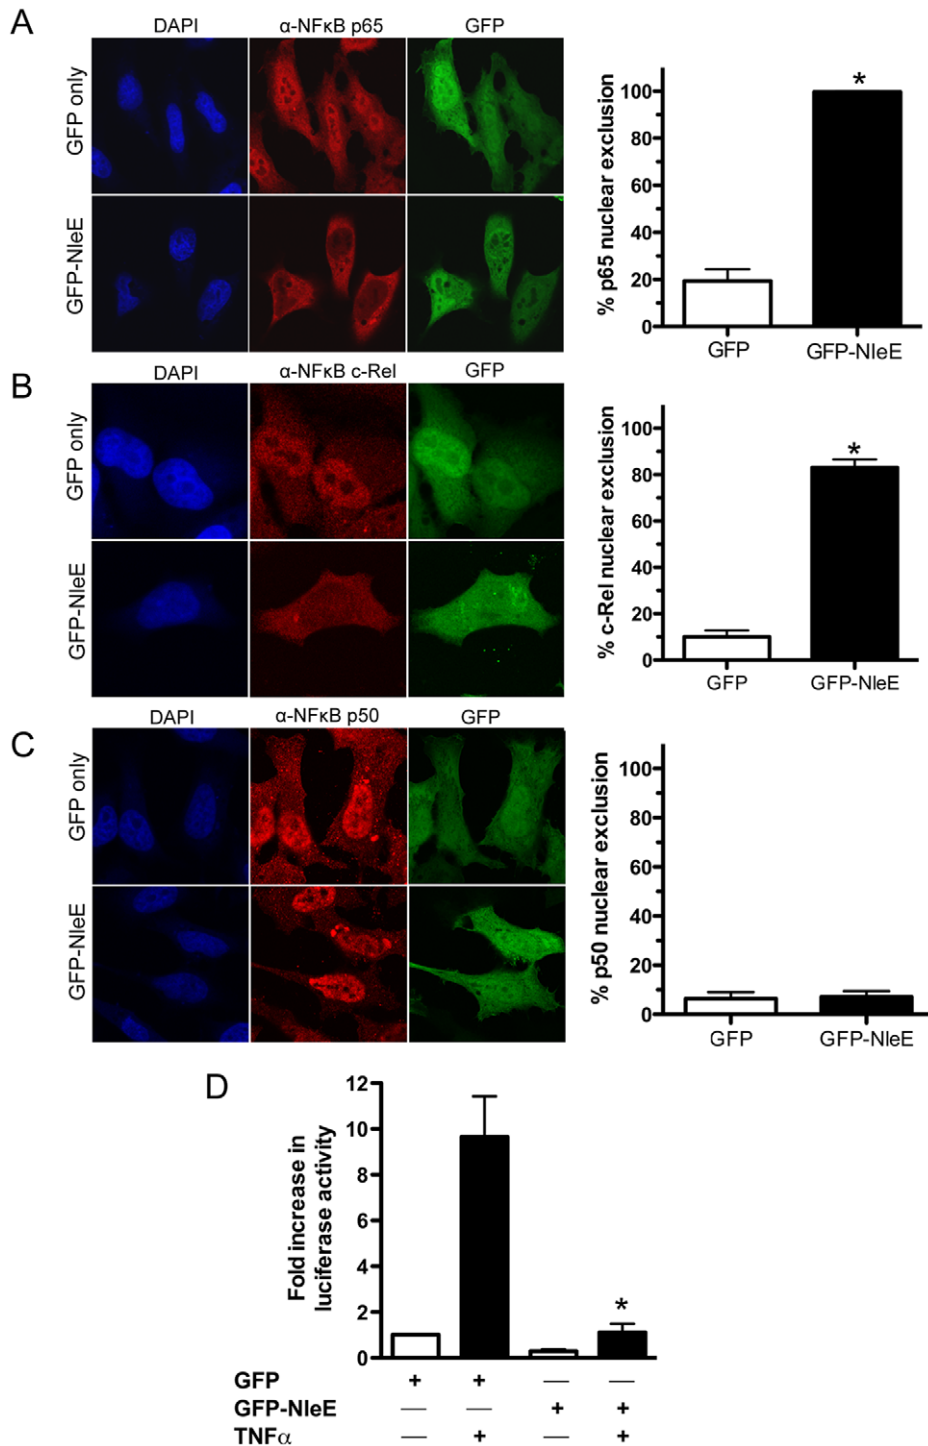 A
DAPI α-NFκB p65 GFP
GFP only
GFP-NleE
% p65 nuclear exclusion
100
80
60
40
20
0
*
GFP GFP-NleE
B
DAPI α-NFκB c-Rel GFP
GFP only
GFP-NleE
% c-Rel nuclear exclusion
100
80
60
40
20
0
*
GFP GFP-NleE
C
DAPI α-NFκB p50 GFP
GFP only
GFP-NleE
% p50 nuclear exclusion
100
80
60
40
20
0
GFP GFP-NleE
D
Fold increase in
luciferase activity
12
10
8
6
4
2
0
*
GFP + + — —
GFP-NleE — — + +
TNFα — + — +